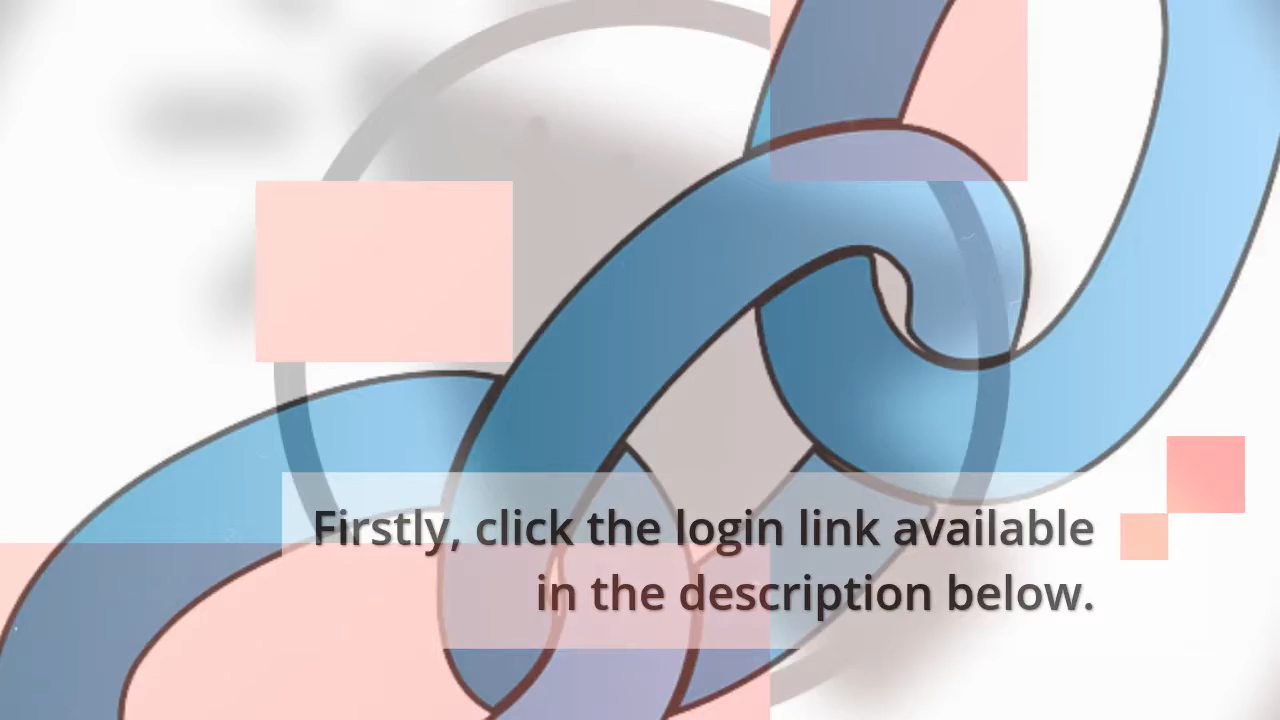 Firstly, click the login link available
in the description below.